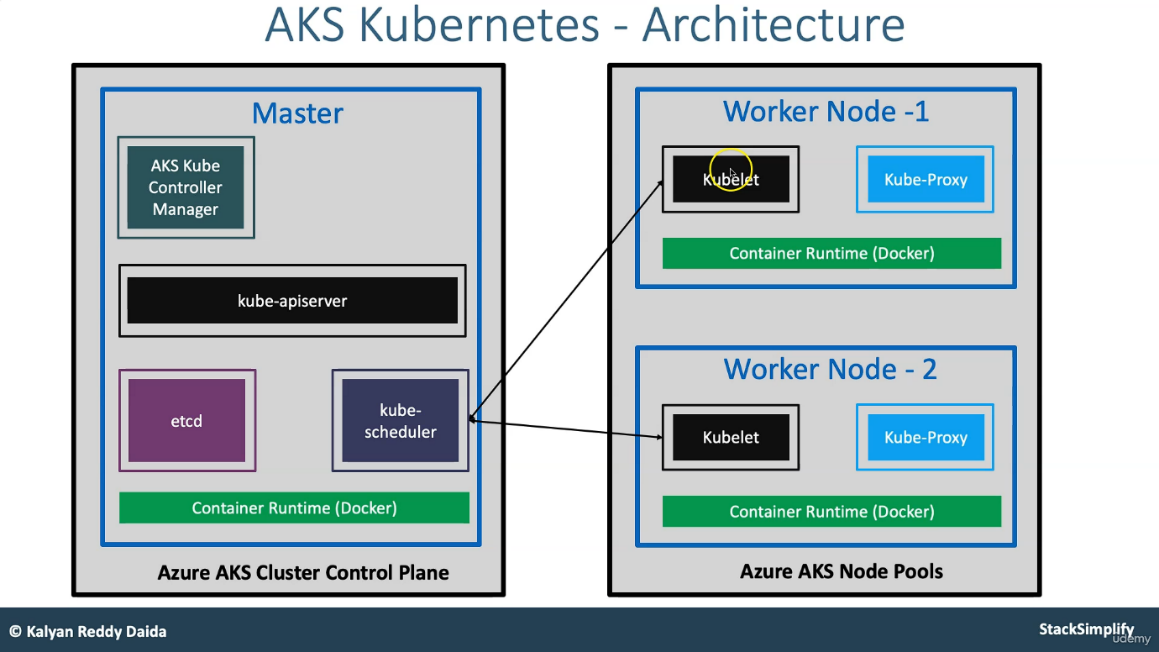 AKS Kubernetes - Architecture
Master
AKS Kube
Controller
Manager
kube-apiserver
etcd
kube-
scheduler
Container Runtime (Docker)
Azure AKS Cluster Control Plane
Worker Node -1
Kubelet
Kube-Proxy
Container Runtime (Docker)
Worker Node - 2
Kubelet
Kube-Proxy
Container Runtime (Docker)
Azure AKS Node Pools
© Kalyan Reddy Daida
StackSimplify
udemy